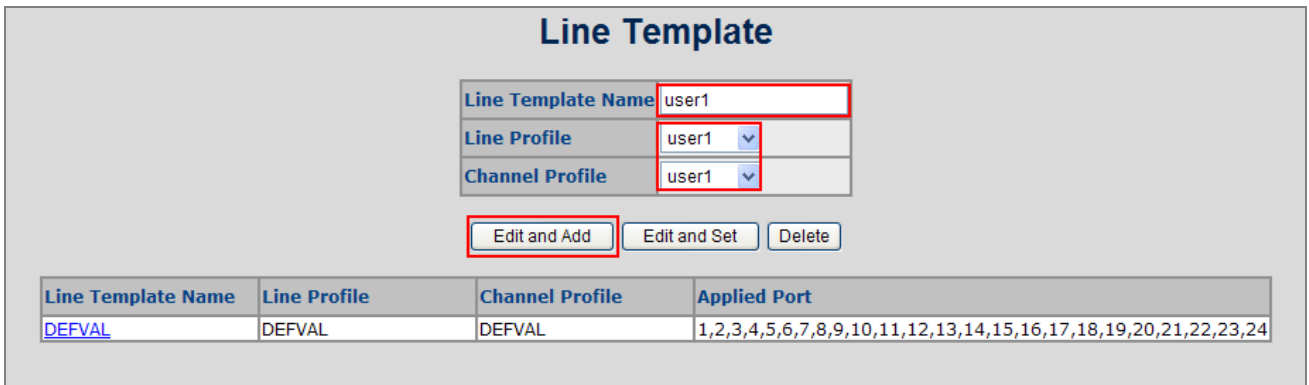 Line Template
Line Template Name user1
Line Profile user1
Channel Profile user1
Edit and Add Edit and Set Delete
Line Template Name Line Profile Channel Profile Applied Port
DEFVAL DEFVAL DEFVAL 1,2,3,4,5,6,7,8,9,10,11,12,13,14,15,16,17,18,19,20,21,22,23,24